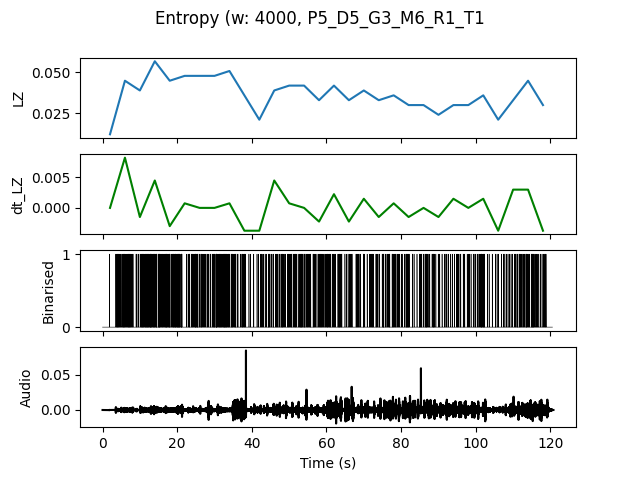 Entropy (w: 4000, P5_D5_G3_M6_R1_T1
0.050
0.025
LZ
0.005
0.000
dt_LZ
1
0
Binarised
0.05
0.00
Audio
0 20 40 60 80 100 120
Time (s)